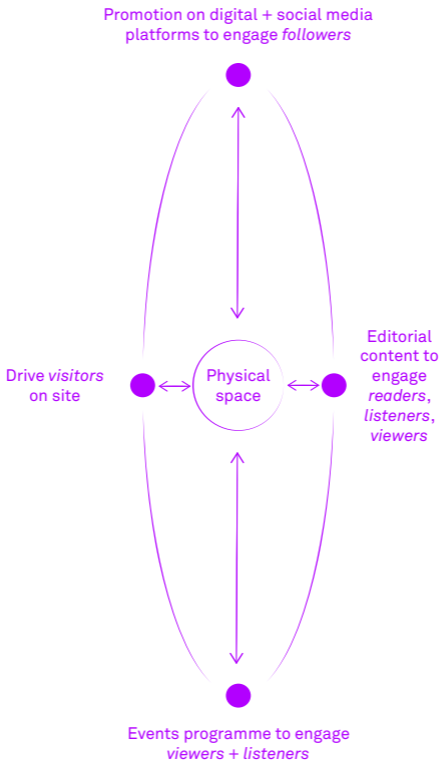 Promotion on digital + social media
platforms to engage followers
Drive visitors
on site
Physical
space
Editorial
content to
engage
readers,
listeners,
viewers
Events programme to engage
viewers + listeners